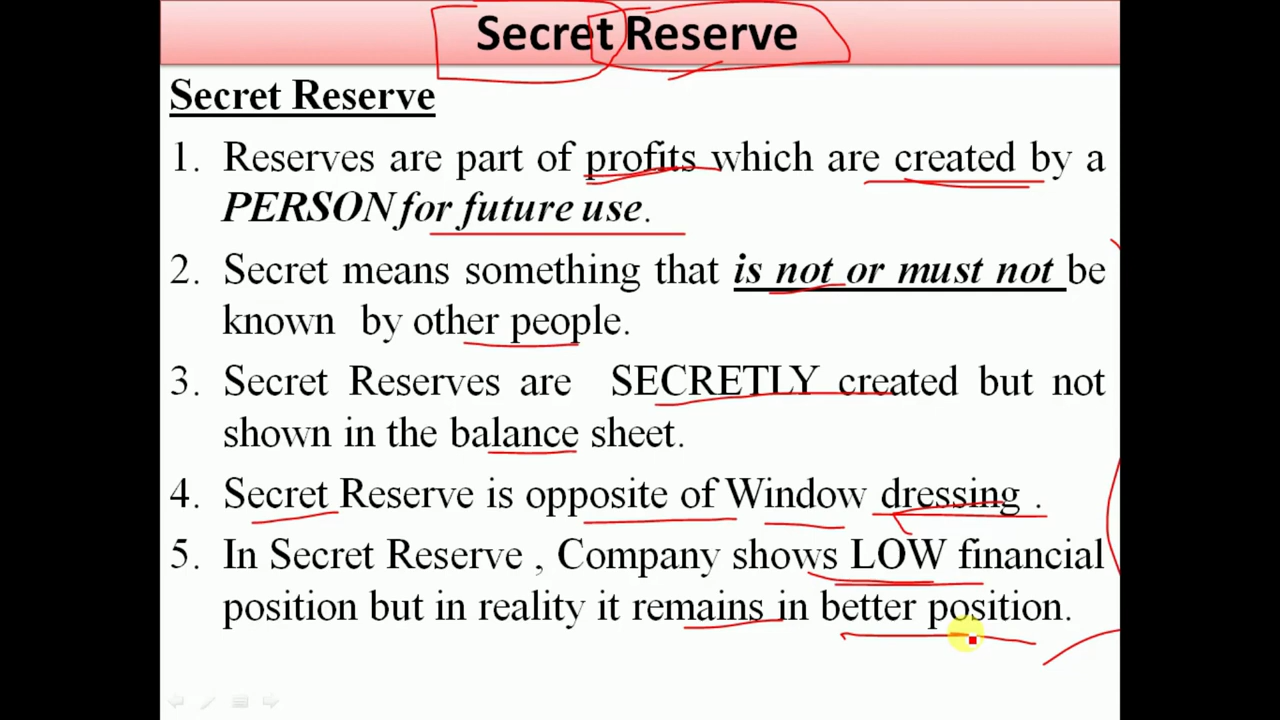 Secret Reserve
Secret Reserve
1. Reserves are part of profits which are created by a
PERSON for future use.
2. Secret means something that is not or must not be
known by other people.
3. Secret Reserves are SECRETLY created but not
shown in the balance sheet.
4. Secret Reserve is opposite of Window dressing .
5. In Secret Reserve , Company shows LOW financial
position but in reality it remains in better position.